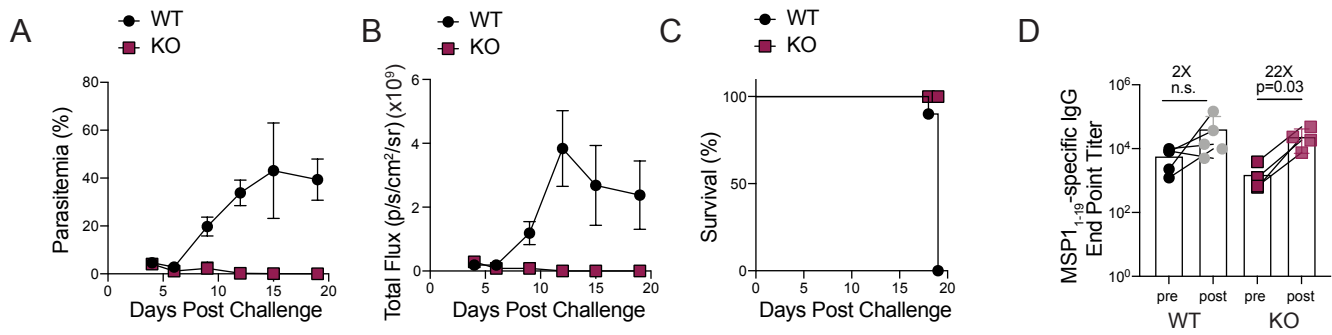 A
WT
KO
Parasitemia (%)
80
60
40
20
0
0 5 10 15 20
Days Post Challenge
B
WT
KO
Total Flux (p/s/cm²/sr) (x10⁹)
6
4
2
0
0 5 10 15 20
Days Post Challenge
C
WT
KO
Survival (%)
100
50
0
0 5 10 15 20
Days Post Challenge
D
2X
n.s.
22X
p=0.03
MSP1₁₋₁₉-specific IgG
End Point Titer
10⁶
10⁴
10²
10⁰
pre post pre post
WT KO